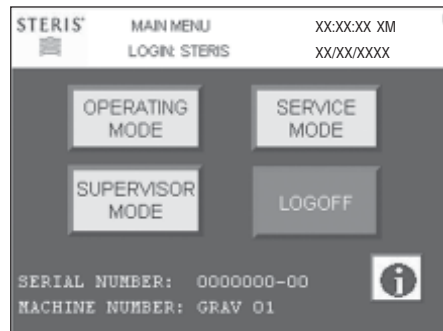 STERIS® MAIN MENU XX:XX:XX XM
LOGIN: STERIS XX/XX/XXXX
OPERATING
MODE
SERVICE
MODE
SUPERVISOR
MODE
LOGOFF
SERIAL NUMBER: 0000000-00
MACHINE NUMBER: GRAV 01
i